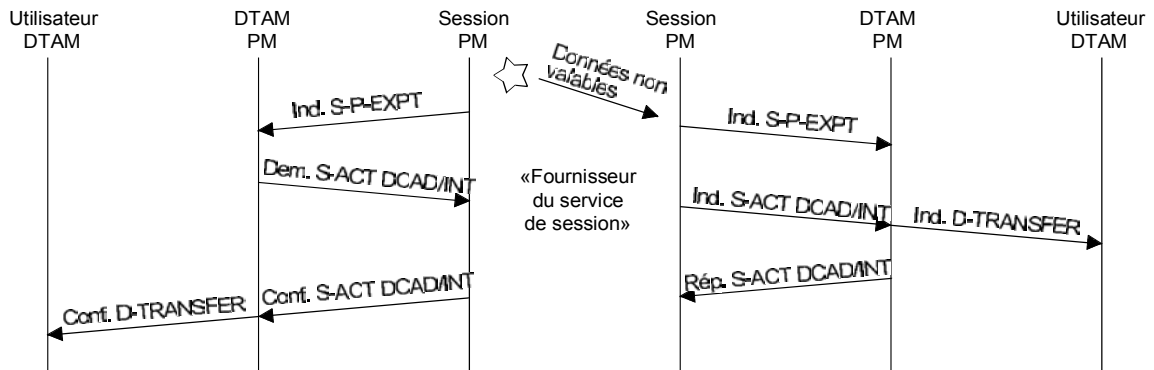 Utilisateur
DTAM
DTAM
PM
Session
PM
Session
PM
DTAM
PM
Utilisateur
DTAM
Données non
valables
Ind. S-P-EXPT
Ind. S-P-EXPT
Dem. S-ACT DCAD/INT
«Fournisseur
du service
de session»
Ind. S-ACT DCAD/INT
Ind. D-TRANSFER
Rép. S-ACT DCAD/INT
Conf. S-ACT DCAD/INT
Conf. D-TRANSFER